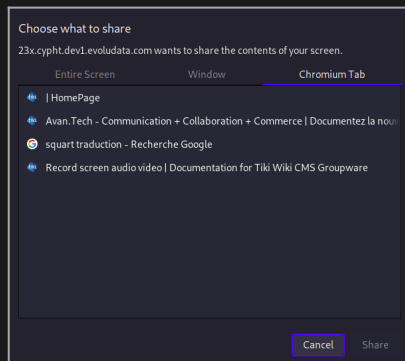 Choose what to share
23x.cypht.dev1.evoludata.com wants to share the contents of your screen.
Entire Screen
Window
Chromium Tab
| HomePage
Avan.Tech - Communication + Collaboration + Commerce | Documentez la nouv
squart traduction - Recherche Google
Record screen audio video | Documentation for Tiki Wiki CMS Groupware
Cancel
Share